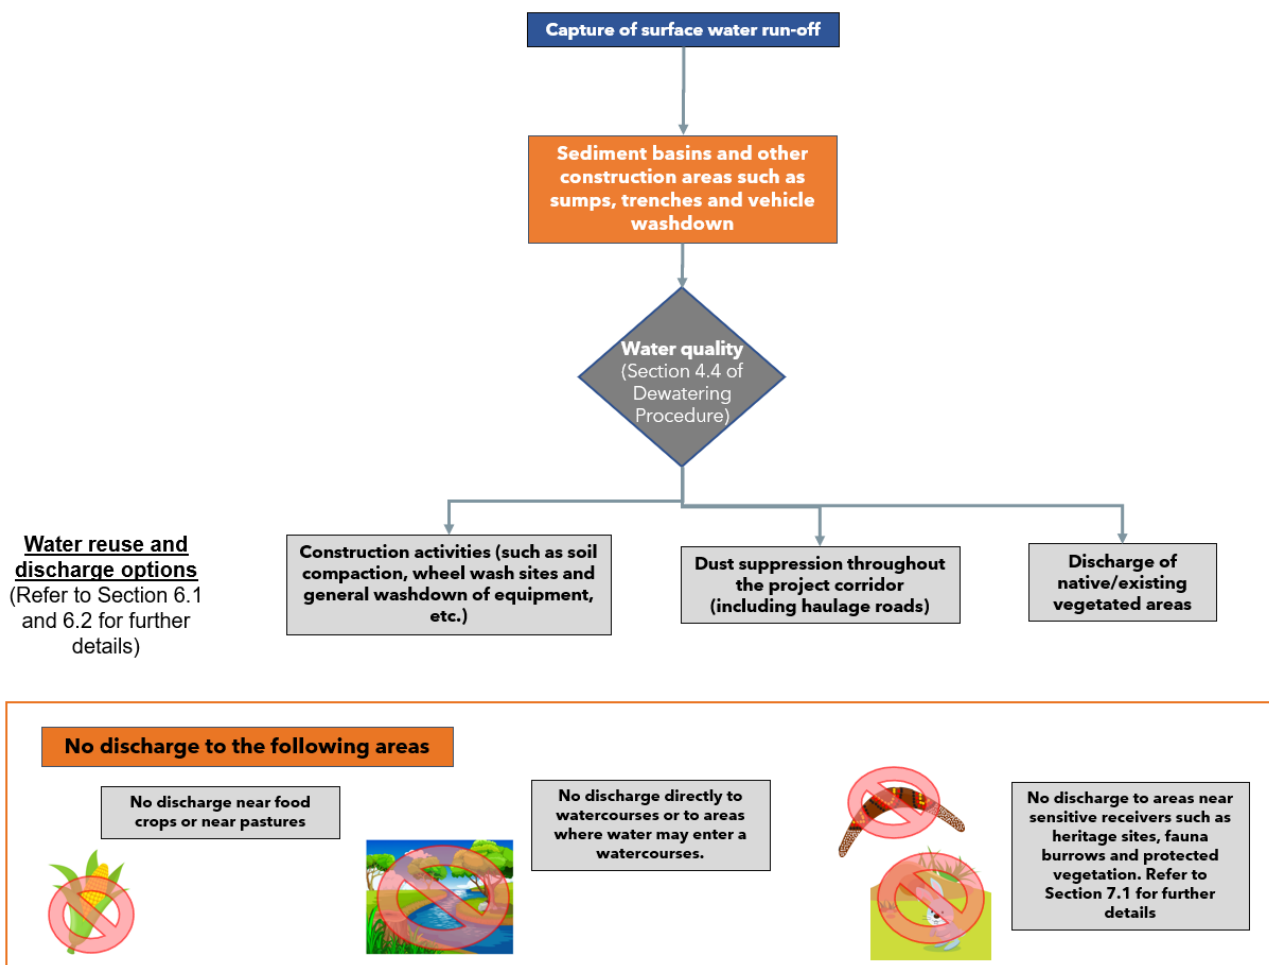 Capture of surface water run-off
Sediment basins and other
construction areas such as
sumps, trenches and vehicle
washdown
Water quality
(Section 4.4 of
Dewatering
Procedure)
Water reuse and
discharge options
(Refer to Section 6.1
and 6.2 for further
details)
Construction activities (such as soil
compaction, wheel wash sites and
general washdown of equipment,
etc.)
Dust suppression throughout
the project corridor
(including haulage roads)
Discharge of
native/existing
vegetated areas
No discharge to the following areas
No discharge near food
crops or near pastures
No discharge directly to
watercourses or to areas
where water may enter a
watercourses.
No discharge to areas near
sensitive receivers such as
heritage sites, fauna
burrows and protected
vegetation. Refer to
Section 7.1 for further
details